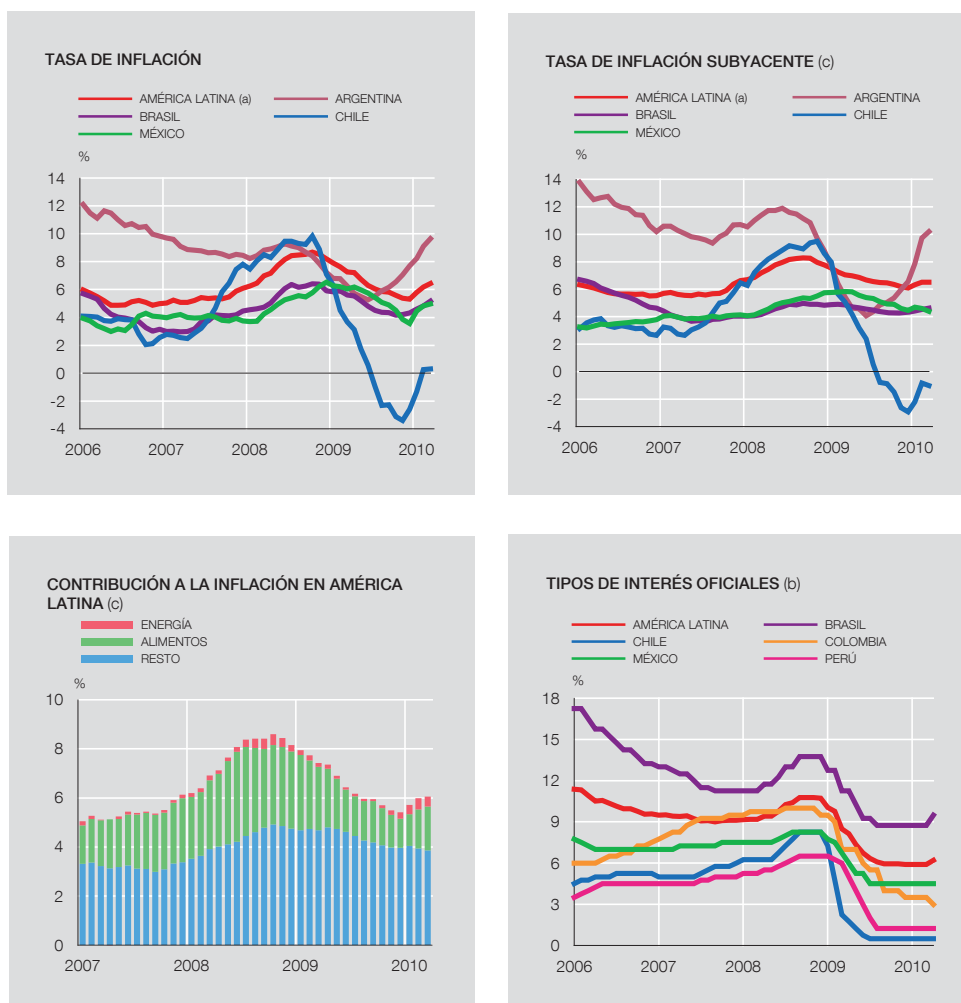 TASA DE INFLACIÓN
AMÉRICA LATINA (a)
ARGENTINA
BRASIL
CHILE
MÉXICO
%
14
12
10
8
6
4
2
0
-2
-4
2006 2007 2008 2009 2010
TASA DE INFLACIÓN SUBYACENTE (c)
AMÉRICA LATINA (a)
ARGENTINA
BRASIL
CHILE
MÉXICO
%
14
12
10
8
6
4
2
0
-2
-4
2006 2007 2008 2009 2010
CONTRIBUCIÓN A LA INFLACIÓN EN AMÉRICA
LATINA (c)
ENERGÍA
ALIMENTOS
RESTO
%
10
8
6
4
2
0
2007 2008 2009 2010
TIPOS DE INTERÉS OFICIALES (b)
AMÉRICA LATINA
BRASIL
CHILE
COLOMBIA
MÉXICO
PERÚ
%
18
15
12
9
6
3
0
2006 2007 2008 2009 2010